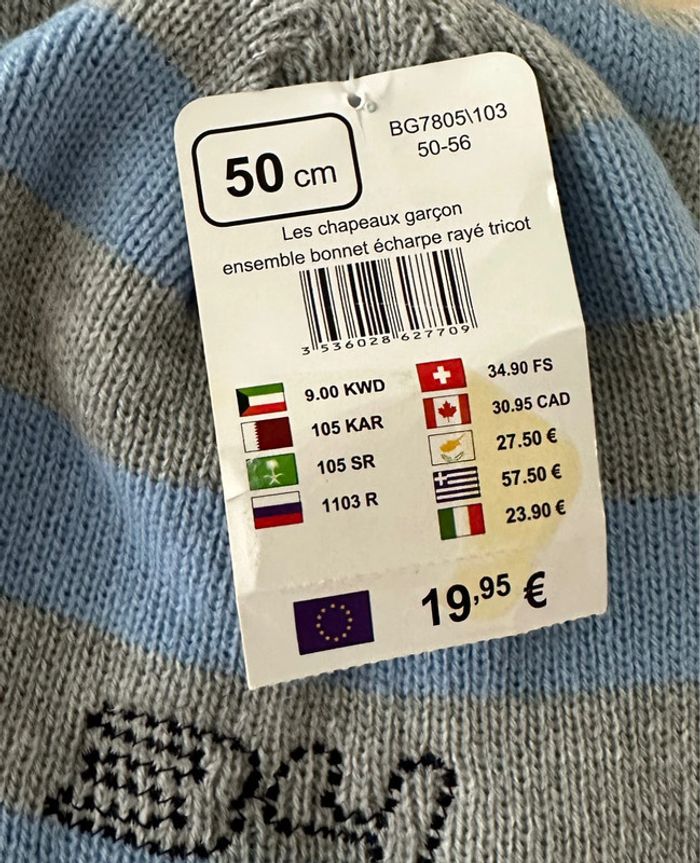 50 cm
BG7805\103
50-56
Les chapeaux garçon
ensemble bonnet écharpe rayé tricot
3 536028 627709
9.00 KWD
105 KAR
105 SR
1103 R
34.90 FS
30.95 CAD
27.50 €
57.50 €
23.90 €
19,95 €